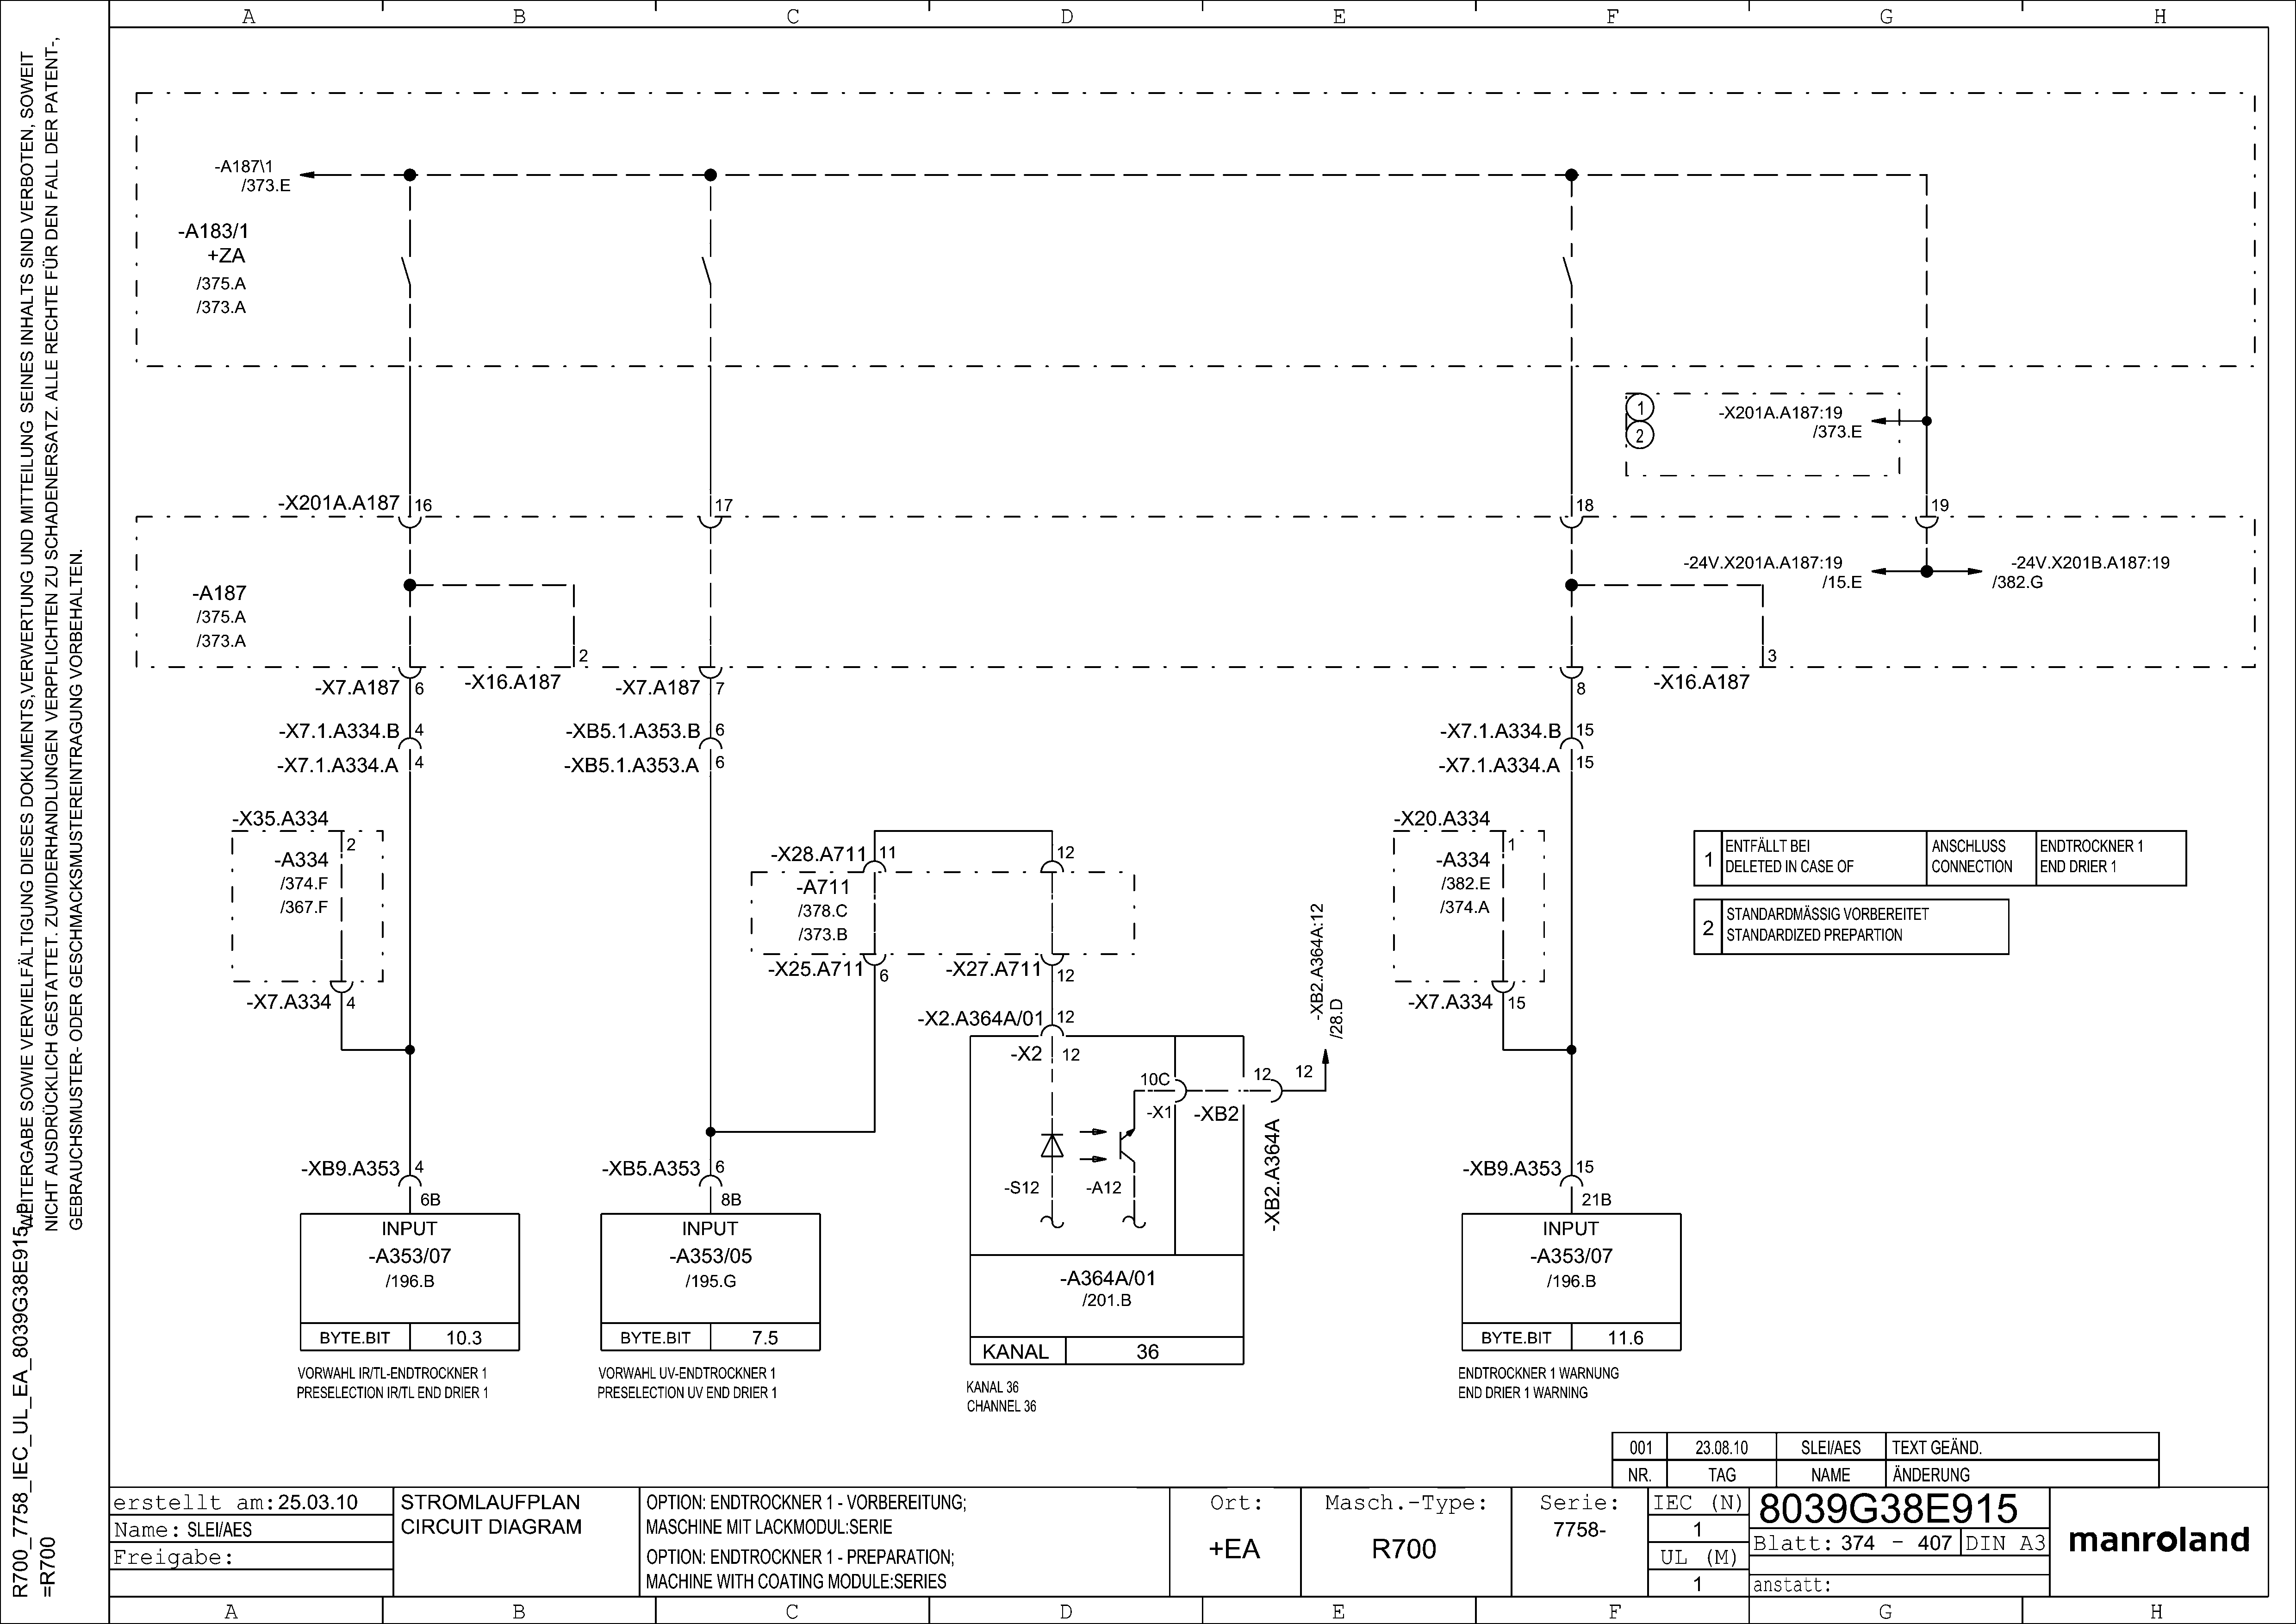 A B C D E F G H
WEITERGABE SOWIE VERVIELFÄLTIGUNG DIESES DOKUMENTS,VERWERTUNG UND MITTEILUNG SEINES INHALTS SIND VERBOTEN, SOWEIT
NICHT AUSDRÜCKLICH GESTATTET. ZUWIDERHANDLUNGEN VERPFLICHTEN ZU SCHADENERSATZ. ALLE RECHTE FÜR DEN FALL DER PATENT-,
GEBRAUCHSMUSTER- ODER GESCHMACKSMUSTEREINTRAGUNG VORBEHALTEN.
-A187\1
/373.E
-A183/1
+ZA
/375.A
/373.A
1
2
-X201A.A187:19
/373.E
-X201A.A187 16 17 18 19
-24V.X201A.A187:19
/15.E
-24V.X201B.A187:19
/382.G
-A187
/375.A
/373.A
2 3
-X7.A187 6 -X16.A187 -X7.A187 7 8 -X16.A187
-X7.1.A334.B 4 -XB5.1.A353.B 6 -X7.1.A334.B 15
-X7.1.A334.A 4 -XB5.1.A353.A 6 -X7.1.A334.A 15
-X35.A334
2
-A334
/374.F
/367.F
-X7.A334 4
-X28.A711 11 12
-A711
/378.C
/373.B
-X25.A711 6 -X27.A711 12
-X2.A364A/01 12
-X2 12
10C
-X1
-XB2
12 12
-XB2.A364A:12
/28.D
-XB2.A364A
-S12 -A12
-X20.A334
1
-A334
/382.E
/374.A
-X7.A334 15
1 ENTFÄLLT BEI ANSCHLUSS ENDTROCKNER 1
DELETED IN CASE OF CONNECTION END DRIER 1
2 STANDARDMÄSSIG VORBEREITET
STANDARDIZED PREPARTION
-XB9.A353 4 -XB5.A353 6 -XB9.A353 15
6B 8B 21B
INPUT INPUT INPUT
-A353/07 -A353/05 -A353/07
/196.B /195.G /196.B
-A364A/01
/201.B
BYTE.BIT 10.3 BYTE.BIT 7.5 BYTE.BIT 11.6
KANAL 36
VORWAHL IR/TL-ENDTROCKNER 1
PRESELECTION IR/TL END DRIER 1
VORWAHL UV-ENDTROCKNER 1
PRESELECTION UV END DRIER 1
KANAL 36
CHANNEL 36
ENDTROCKNER 1 WARNUNG
END DRIER 1 WARNING
001 23.08.10 SLEI/AES TEXT GEÄND.
NR. TAG NAME ÄNDERUNG
erstellt am:25.03.10
Name: SLEI/AES
Freigabe:
STROMLAUFPLAN
CIRCUIT DIAGRAM
OPTION: ENDTROCKNER 1 - VORBEREITUNG;
MASCHINE MIT LACKMODUL:SERIE
OPTION: ENDTROCKNER 1 - PREPARATION;
MACHINE WITH COATING MODULE:SERIES
Ort:
+EA
Masch.-Type:
R700
Serie:
7758-
IEC (N)
1
UL (M)
1
8039G38E915
Blatt: 374 - 407 DIN A3
anstatt:
manroland
R700_7758_IEC_UL_EA_8039G38E915_D
=R700
A B C D E F G H